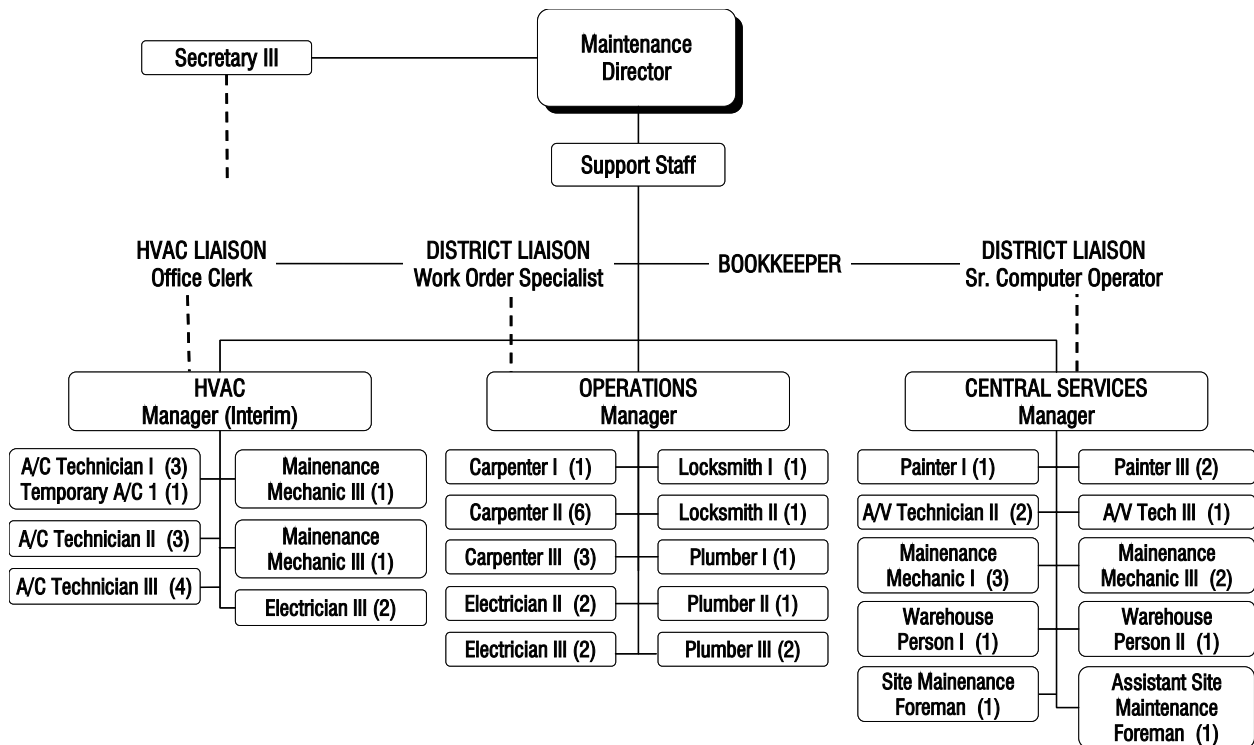 Maintenance
Director
Secretary III
Support Staff
HVAC LIAISON
Office Clerk
DISTRICT LIAISON
Work Order Specialist
BOOKKEEPER
DISTRICT LIAISON
Sr. Computer Operator
HVAC
Manager (Interim)
A/C Technician I (3)
Temporary A/C 1 (1)
A/C Technician II (3)
A/C Technician III (4)
Mainenance
Mechanic III (1)
Mainenance
Mechanic III (1)
Electrician III (2)
OPERATIONS
Manager
Carpenter I (1)
Carpenter II (6)
Carpenter III (3)
Electrician II (2)
Electrician III (2)
Locksmith I (1)
Locksmith II (1)
Plumber I (1)
Plumber II (1)
Plumber III (2)
CENTRAL SERVICES
Manager
Painter I (1)
A/V Technician II (2)
Mainenance
Mechanic I (3)
Warehouse
Person I (1)
Site Mainenance
Foreman (1)
Painter III (2)
A/V Tech III (1)
Mainenance
Mechanic III (2)
Warehouse
Person II (1)
Assistant Site
Maintenance
Foreman (1)